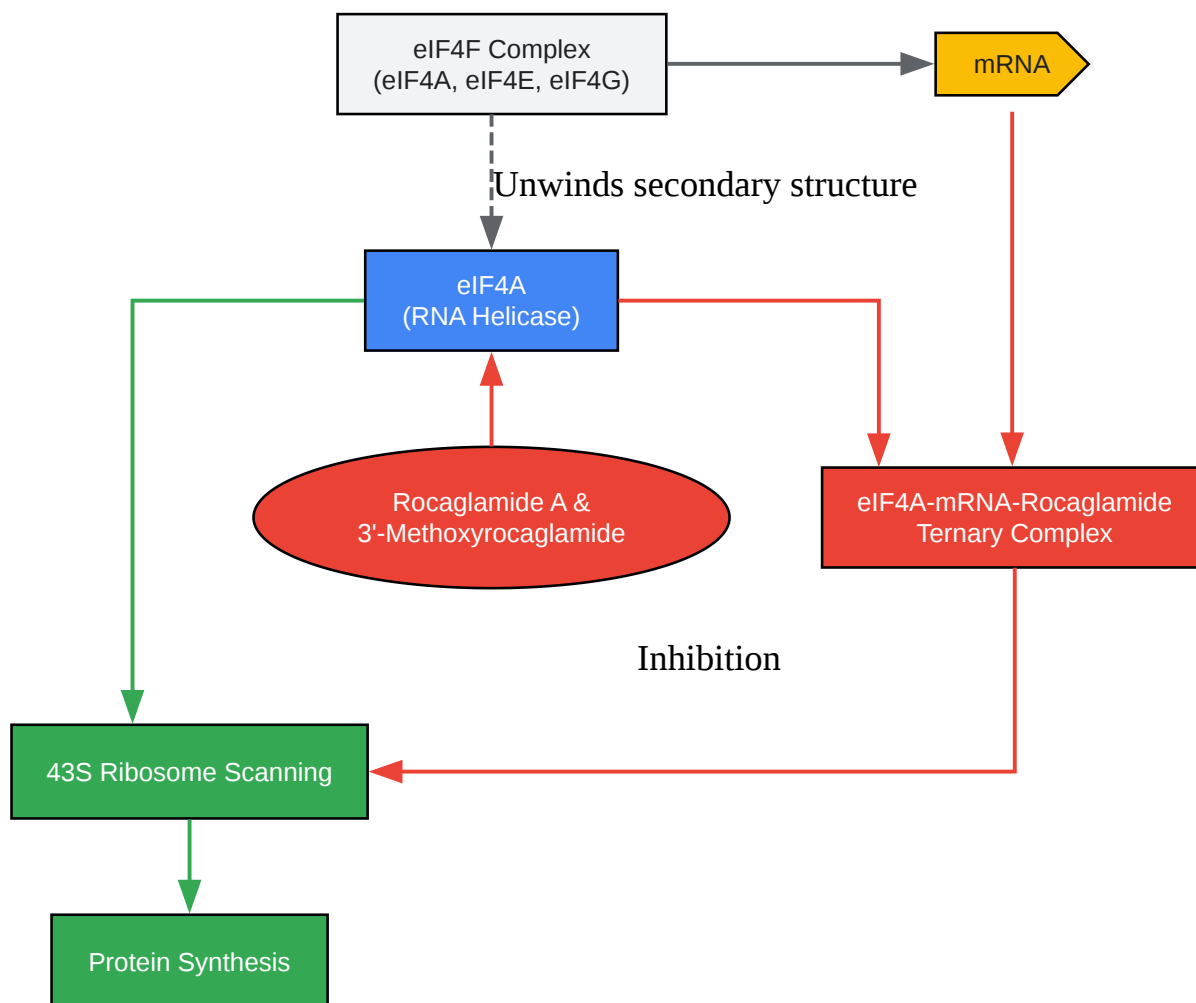 eIF4F Complex
(eIF4A, eIF4E, eIF4G)
mRNA
Unwinds secondary structure
eIF4A
(RNA Helicase)
Rocaglamide A &
3'-Methoxyrocaglamide
eIF4A-mRNA-Rocaglamide
Ternary Complex
Inhibition
43S Ribosome Scanning
Protein Synthesis